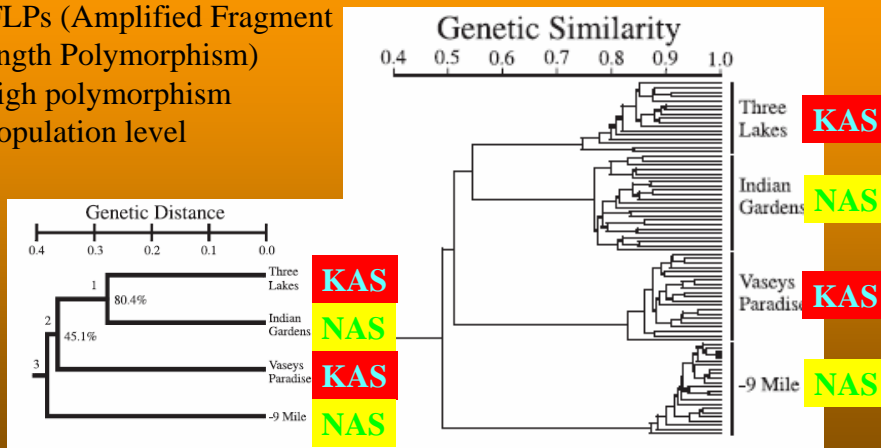 FLPs (Amplified Fragment
ngth Polymorphism)
igh polymorphism
opulation level
Genetic Similarity
0.4 0.5 0.6 0.7 0.8 0.9 1.0
Three
Lakes
KAS
Indian
Gardens
NAS
Vaseys
Paradise
KAS
-9 Mile
NAS
Genetic Distance
0.4 0.3 0.2 0.1 0.0
1
80.4%
2
45.1%
3
Three
Lakes
KAS
Indian
Gardens
NAS
Vaseys
Paradise
KAS
-9 Mile
NAS